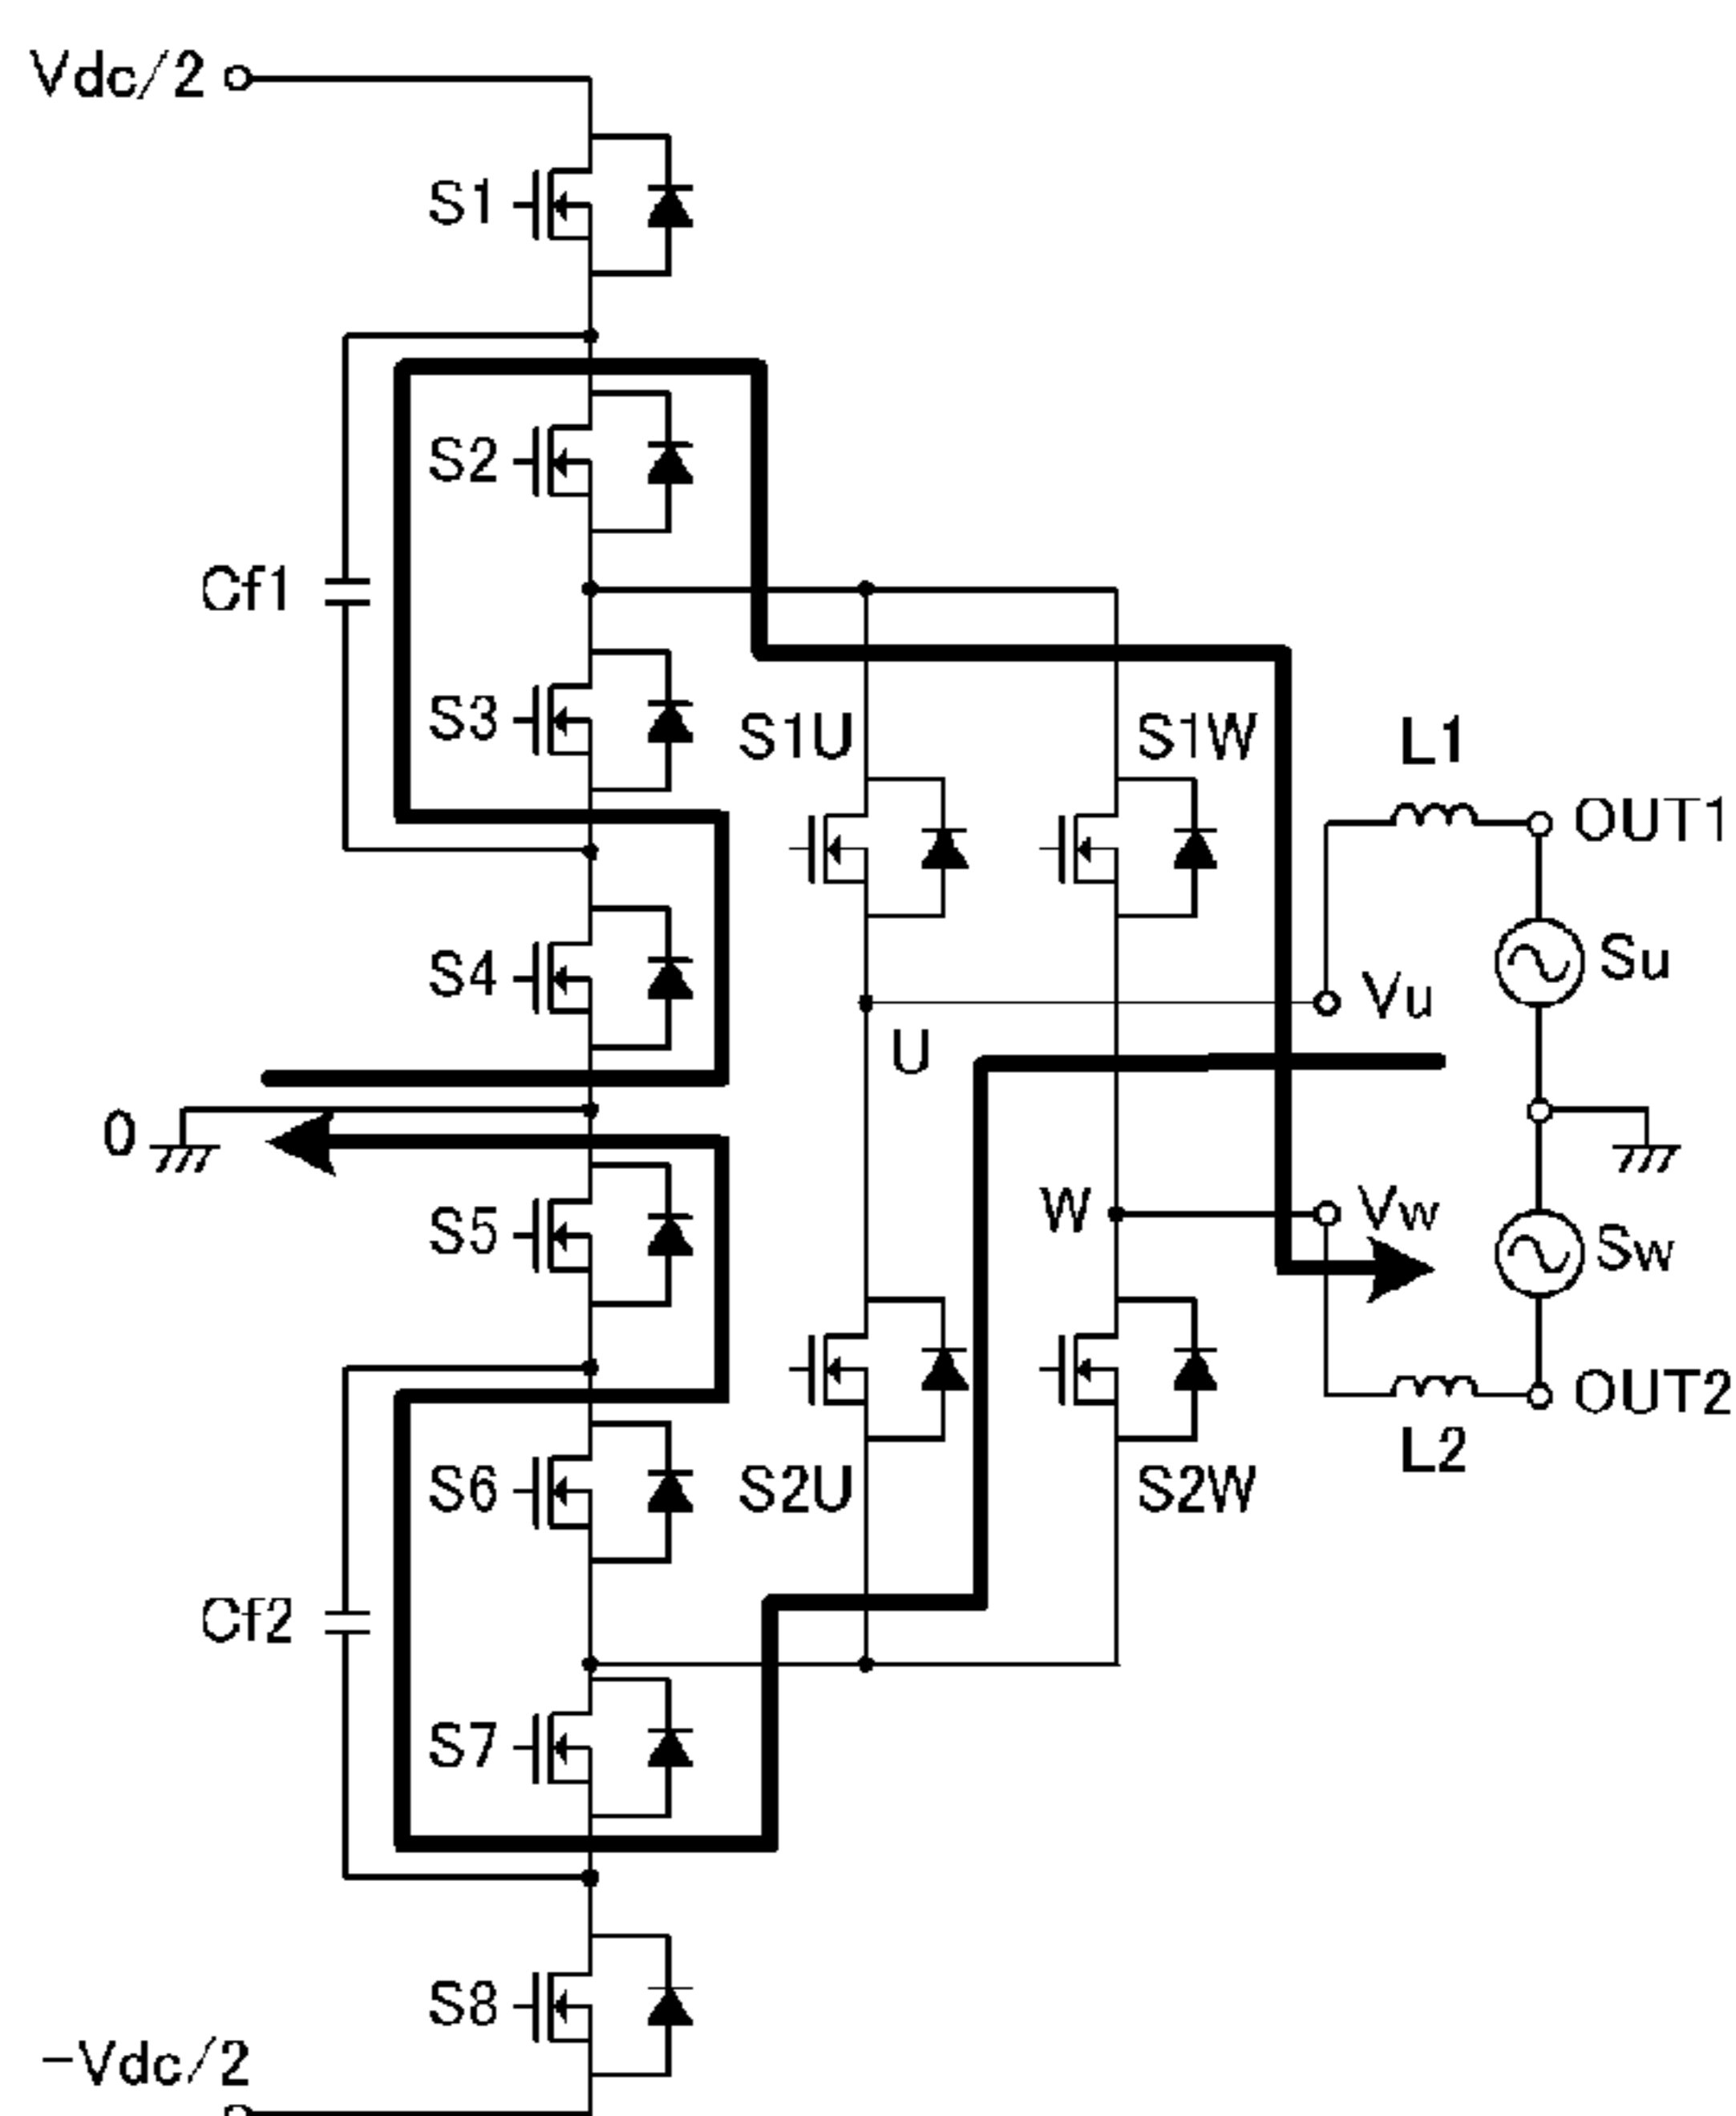 Vdc/2
S1
S2
Cf1
S3
S1U
S1W
L1
OUT1
S4
Su
Vu
U
0
W
Vw
S5
Sw
OUT2
L2
S6
S2U
S2W
Cf2
S7
S8
-Vdc/2